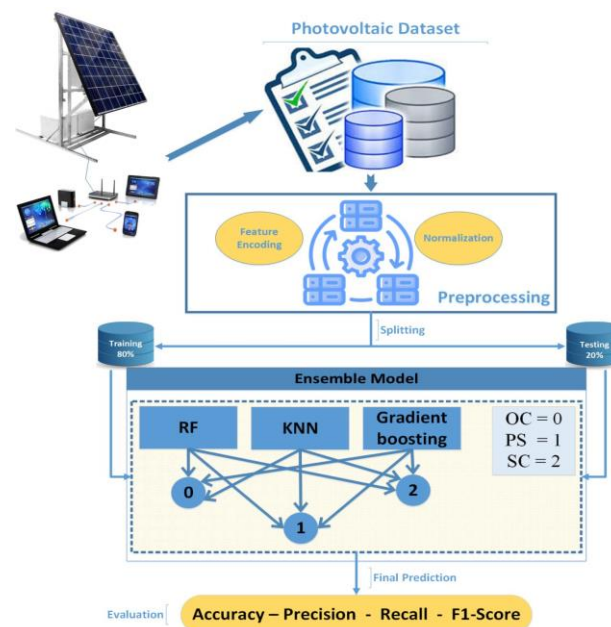 Photovoltaic Dataset
Feature
Encoding
Normalization
Preprocessing
Splitting
Training
80%
Testing
20%
Ensemble Model
RF
KNN
Gradient
boosting
OC = 0
PS = 1
SC = 2
0
2
1
Final Prediction
Evaluation
Accuracy – Precision - Recall - F1-Score